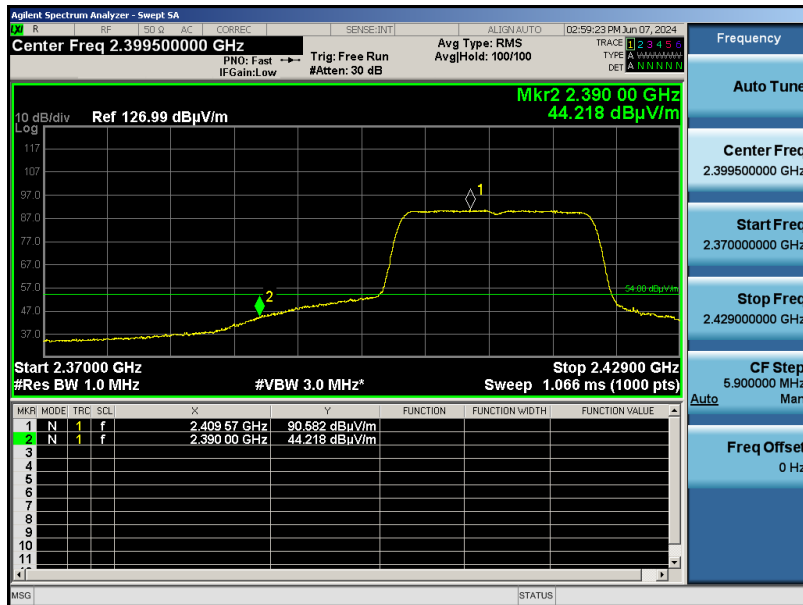 Agilent Spectrum Analyzer - Swept SA
LXI R RF 50 Ω AC CORREC SENSE:INT ALIGN AUTO 02:59:23 PM Jun 07, 2024
Center Freq 2.399500000 GHz
PNO: Fast
IFGain:Low
Trig: Free Run
#Atten: 30 dB
Avg Type: RMS
Avg|Hold: 100/100
TRACE 1 2 3 4 5 6
TYPE A
DET A N N N N N
Mkr2 2.390 00 GHz
44.218 dBµV/m
10 dB/div Ref 126.99 dBµV/m
Log
117
107
97.0
87.0
77.0
67.0
57.0
47.0
37.0
1
2
54.00 dBµV/m
Start 2.37000 GHz Stop 2.42900 GHz
#Res BW 1.0 MHz #VBW 3.0 MHz* Sweep 1.066 ms (1000 pts)
MKR MODE TRC SCL X Y FUNCTION FUNCTION WIDTH FUNCTION VALUE
1 N 1 f 2.409 57 GHz 90.582 dBµV/m
2 N 1 f 2.390 00 GHz 44.218 dBµV/m
3
4
5
6
7
8
9
10
11
MSG STATUS
Frequency
Auto Tune
Center Freq
2.399500000 GHz
Start Freq
2.370000000 GHz
Stop Freq
2.429000000 GHz
CF Step
5.900000 MHz
Auto Man
Freq Offset
0 Hz